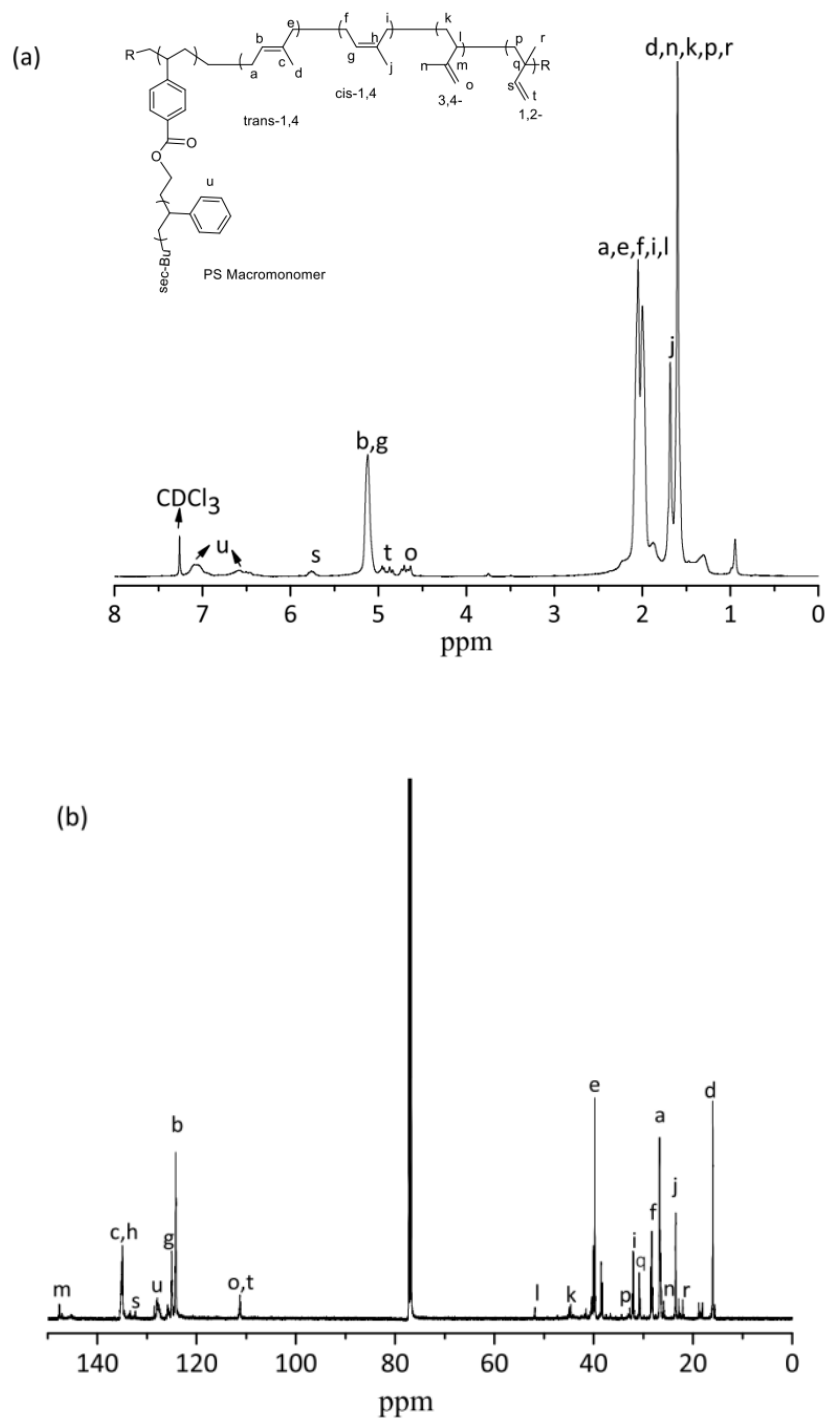 (a)
R
b
e
f
i
k
p
r
d,n,k,p,r
a
c
d
g
h
j
l
m
n
o
q
R
s
t
trans-1,4
cis-1,4
3,4-
1,2-
O
O
u
sec-Bu
PS Macromonomer
a,e,f,i,l
j
b,g
CDCl3
u
s
t
o
8 7 6 5 4 3 2 1 0
ppm
(b)
e
d
b
a
j
c,h
g
f
i
q
m
s
u
o,t
l
k
p
n
r
140 120 100 80 60 40 20 0
ppm